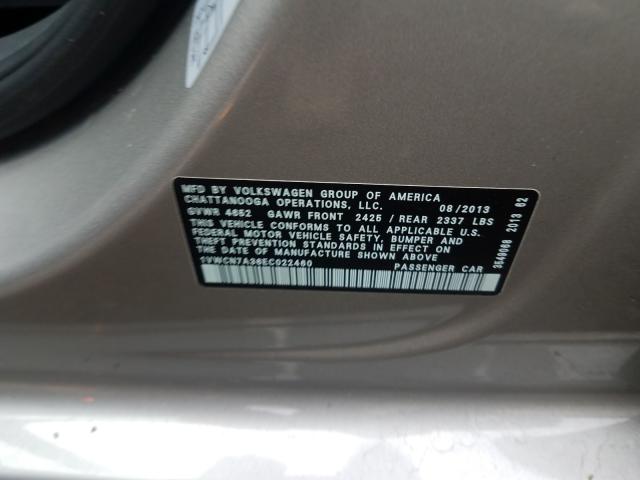 MFD BY VOLKSWAGEN GROUP OF AMERICA
CHATTANOOGA OPERATIONS, LLC. 08/2013
GVWR 4652 GAWR FRONT 2425 / REAR 2337 LBS
THIS VEHICLE CONFORMS TO ALL APPLICABLE U.S.
FEDERAL MOTOR VEHICLE SAFETY, BUMPER AND
THEFT PREVENTION STANDARDS IN EFFECT ON
THE DATE OF MANUFACTURE SHOWN ABOVE
PASSENGER CAR
2013 62